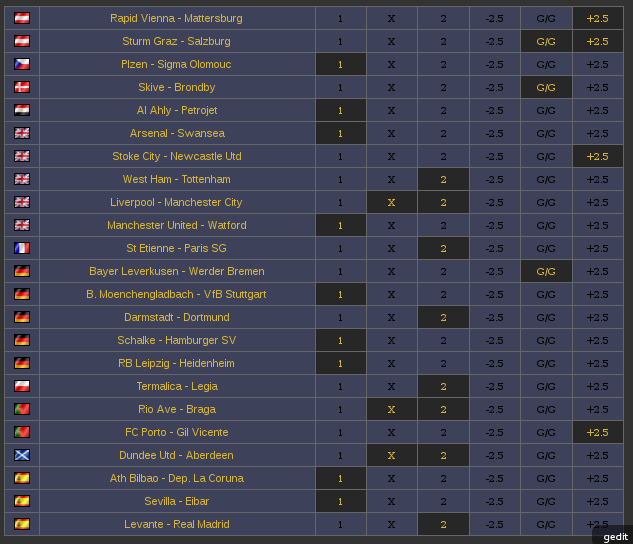 Rapid Vienna - Mattersburg 1 X 2 -2.5 G/G +2.5
Sturm Graz - Salzburg 1 X 2 -2.5 G/G +2.5
Plzen - Sigma Olomouc 1 X 2 -2.5 G/G +2.5
Skive - Brondby 1 X 2 -2.5 G/G +2.5
Al Ahly - Petrojet 1 X 2 -2.5 G/G +2.5
Arsenal - Swansea 1 X 2 -2.5 G/G +2.5
Stoke City - Newcastle Utd 1 X 2 -2.5 G/G +2.5
West Ham - Tottenham 1 X 2 -2.5 G/G +2.5
Liverpool - Manchester City 1 X 2 -2.5 G/G +2.5
Manchester United - Watford 1 X 2 -2.5 G/G +2.5
St Etienne - Paris SG 1 X 2 -2.5 G/G +2.5
Bayer Leverkusen - Werder Bremen 1 X 2 -2.5 G/G +2.5
B. Moenchengladbach - VfB Stuttgart 1 X 2 -2.5 G/G +2.5
Darmstadt - Dortmund 1 X 2 -2.5 G/G +2.5
Schalke - Hamburger SV 1 X 2 -2.5 G/G +2.5
RB Leipzig - Heidenheim 1 X 2 -2.5 G/G +2.5
Termalica - Legia 1 X 2 -2.5 G/G +2.5
Rio Ave - Braga 1 X 2 -2.5 G/G +2.5
FC Porto - Gil Vicente 1 X 2 -2.5 G/G +2.5
Dundee Utd - Aberdeen 1 X 2 -2.5 G/G +2.5
Ath Bilbao - Dep. La Coruna 1 X 2 -2.5 G/G +2.5
Sevilla - Eibar 1 X 2 -2.5 G/G +2.5
Levante - Real Madrid 1 X 2 -2.5 G/G +2.5
gedit